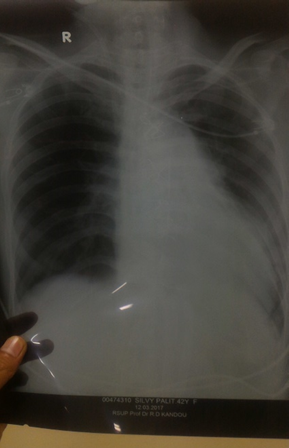 R
00474310 SILVY PALIT 42Y F
12.03.2017
RSUP Prof Dr R D KANDOU